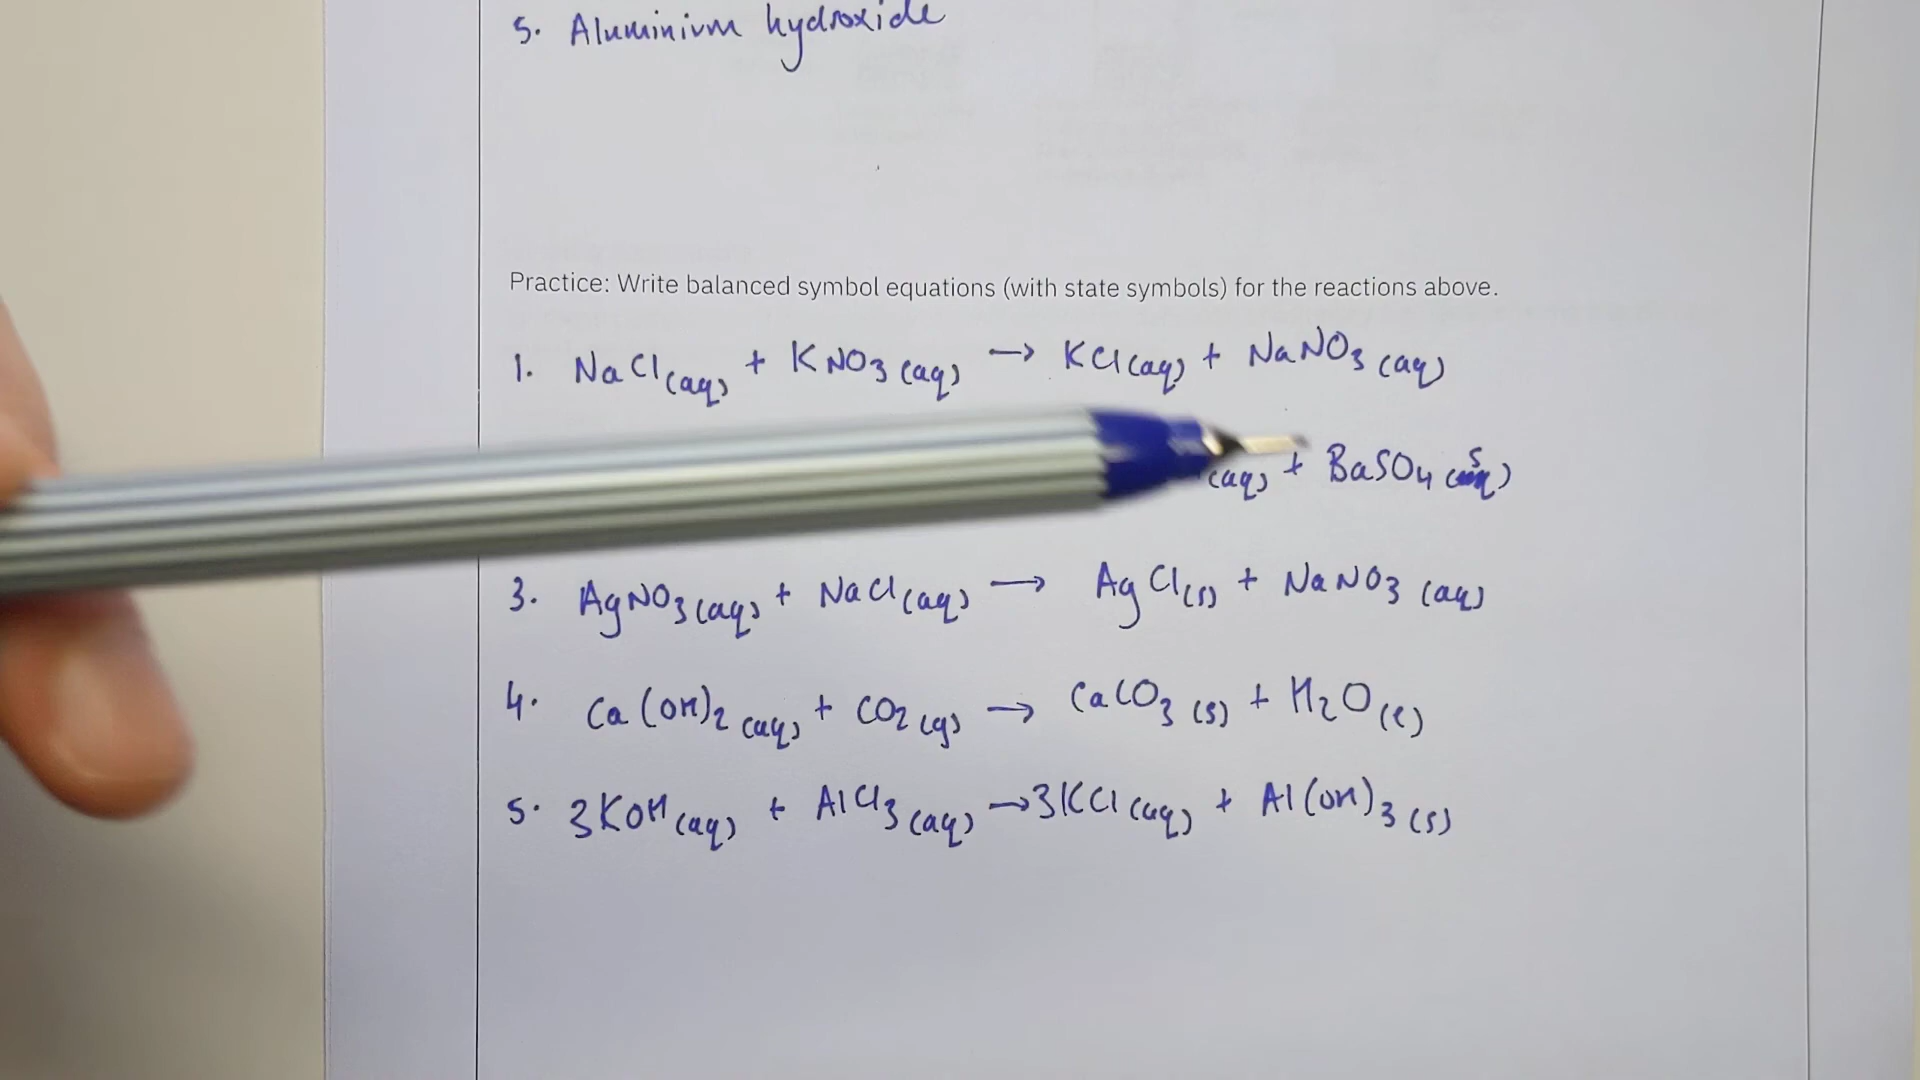 5. Aluminium hydroxide
Practice: Write balanced symbol equations (with state symbols) for the reactions above.
1. NaCl(aq) + KNO3 (aq) → KCl(aq) + NaNO3 (aq)
(aq) + BaSO4 (s)
3. AgNO3(aq) + NaCl(aq) → AgCl(s) + NaNO3 (aq)
4. Ca(OH)2 (aq) + CO2(g) → CaCO3 (s) + H2O(l)
5. 3KOH(aq) + AlCl3 (aq) → 3KCl(aq) + Al(OH)3 (s)